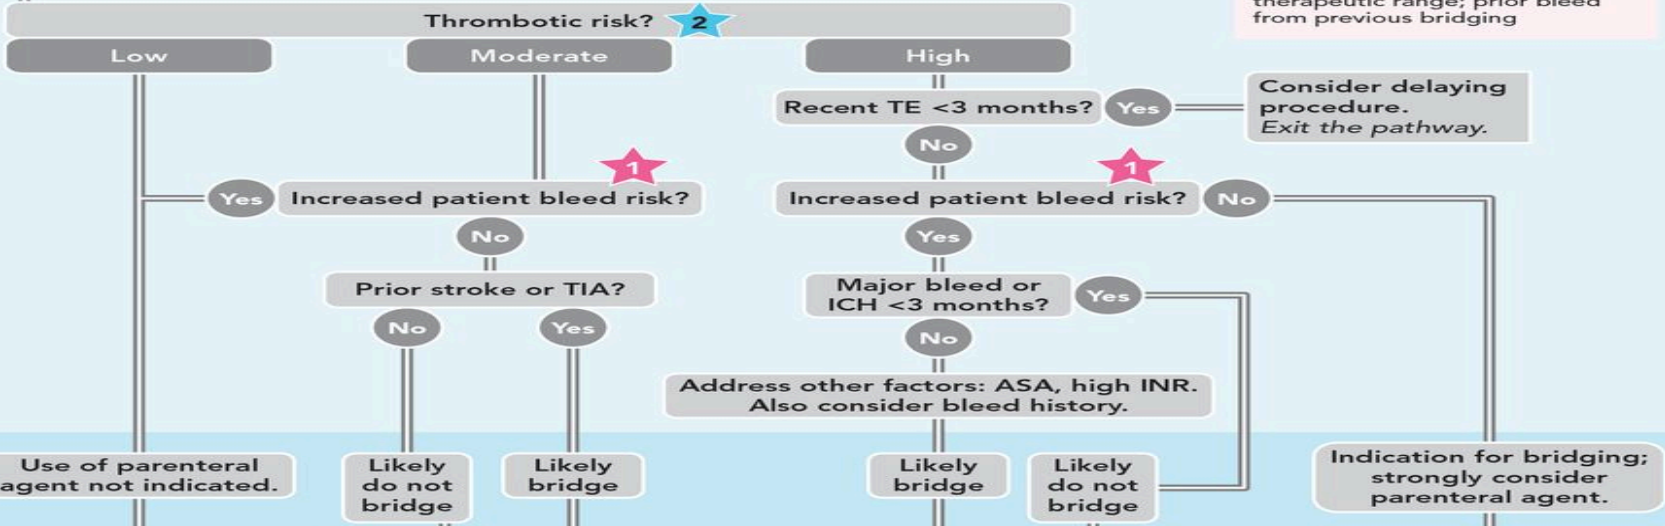 therapeutic range; prior bleed
from previous bridging
Thrombotic risk? 2
Low
Moderate
High
Recent TE <3 months?
Yes
Consider delaying
procedure.
Exit the pathway.
No
1
1
Yes
Increased patient bleed risk?
Increased patient bleed risk?
No
No
Yes
Prior stroke or TIA?
Major bleed or
ICH <3 months?
Yes
No
Yes
No
Address other factors: ASA, high INR.
Also consider bleed history.
Use of parenteral
agent not indicated.
Likely
do not
bridge
Likely
bridge
Likely
bridge
Likely
do not
bridge
Indication for bridging;
strongly consider
parenteral agent.